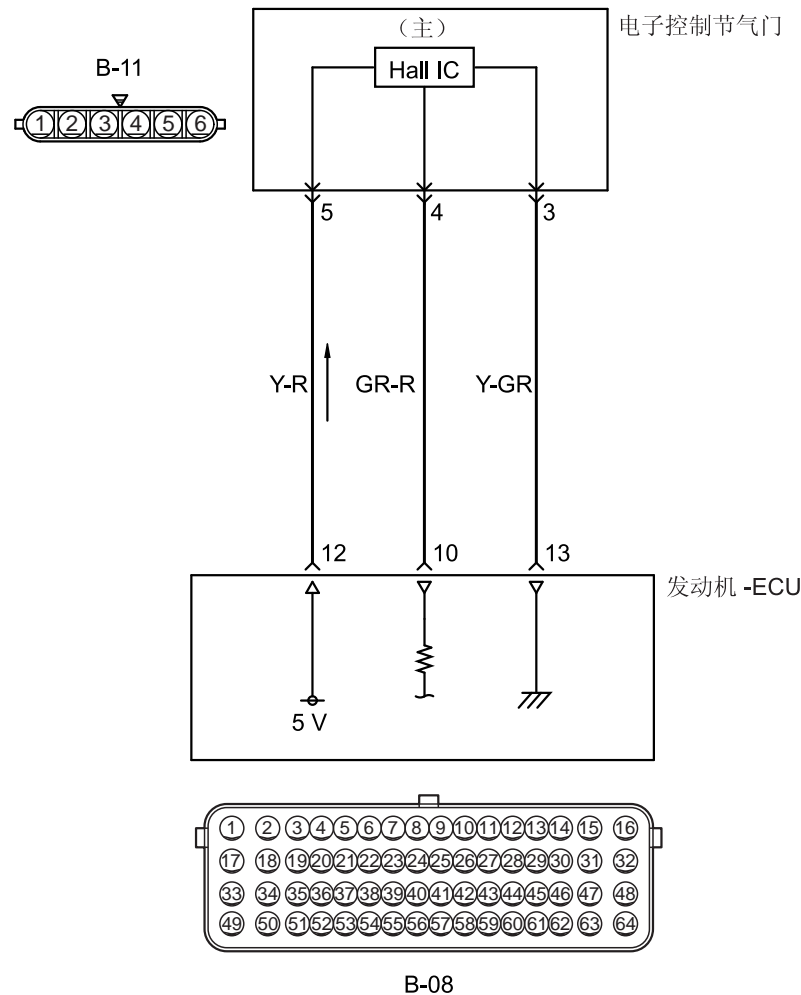 （主）
电子控制节气门
Hall IC
B-11
1 2 3 4 5 6
5 4 3
Y-R GR-R Y-GR
12 10 13
发动机 -ECU
5 V
1 2 3 4 5 6 7 8 9 10 11 12 13 14 15 16
17 18 19 20 21 22 23 24 25 26 27 28 29 30 31 32
33 34 35 36 37 38 39 40 41 42 43 44 45 46 47 48
49 50 51 52 53 54 55 56 57 58 59 60 61 62 63 64
B-08